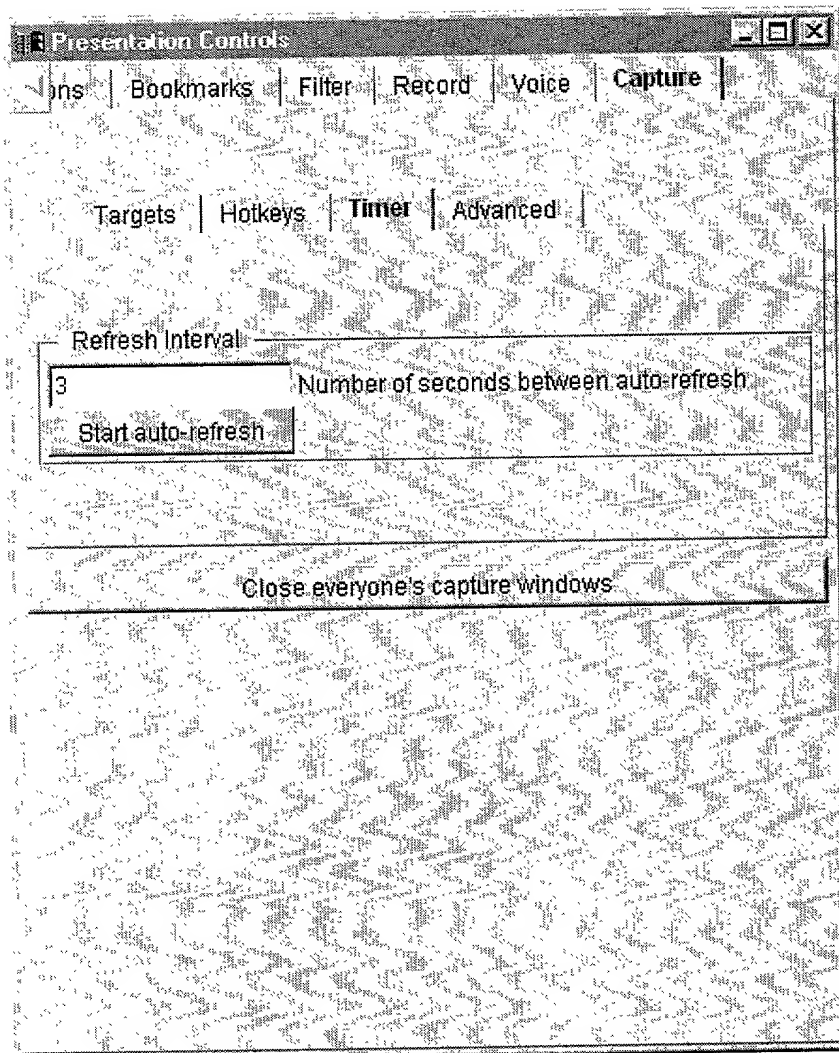 Presentation Controls
ons Bookmarks Filter Record Voice Capture
Targets Hotkeys Timer Advanced
Refresh Interval
3 Number of seconds between auto-refresh
Start auto-refresh
Close everyone's capture windows